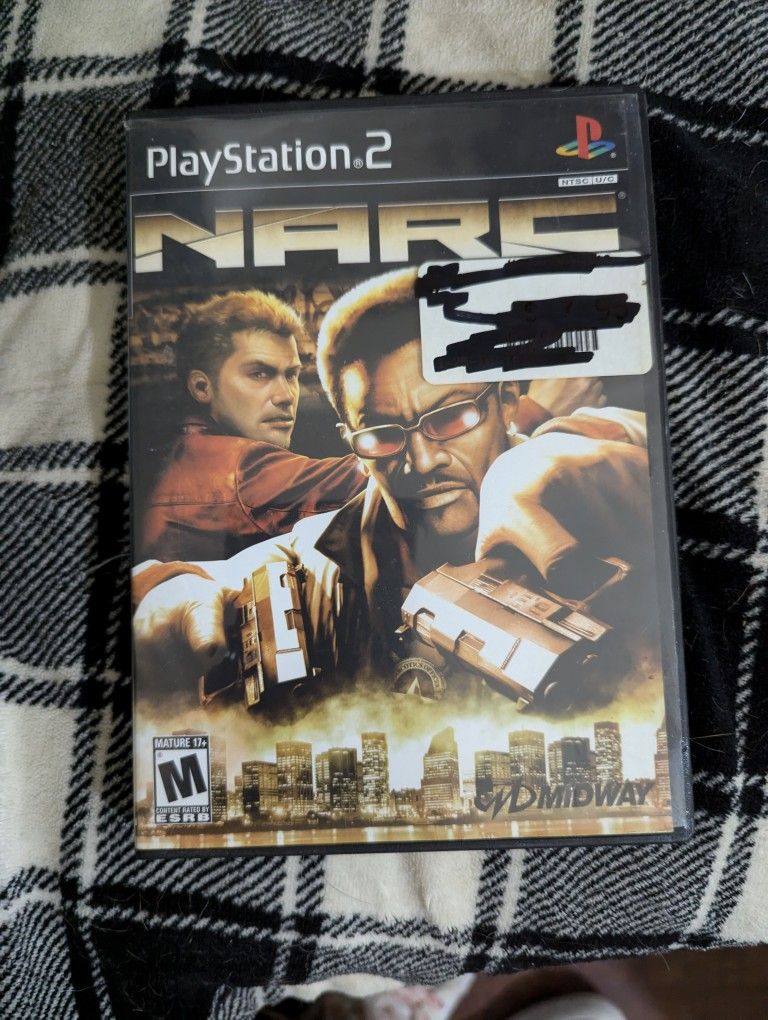 PlayStation®2
NTSC U/C
NARC®
MATURE 17+
M
CONTENT RATED BY
ESRB
MIDWAY